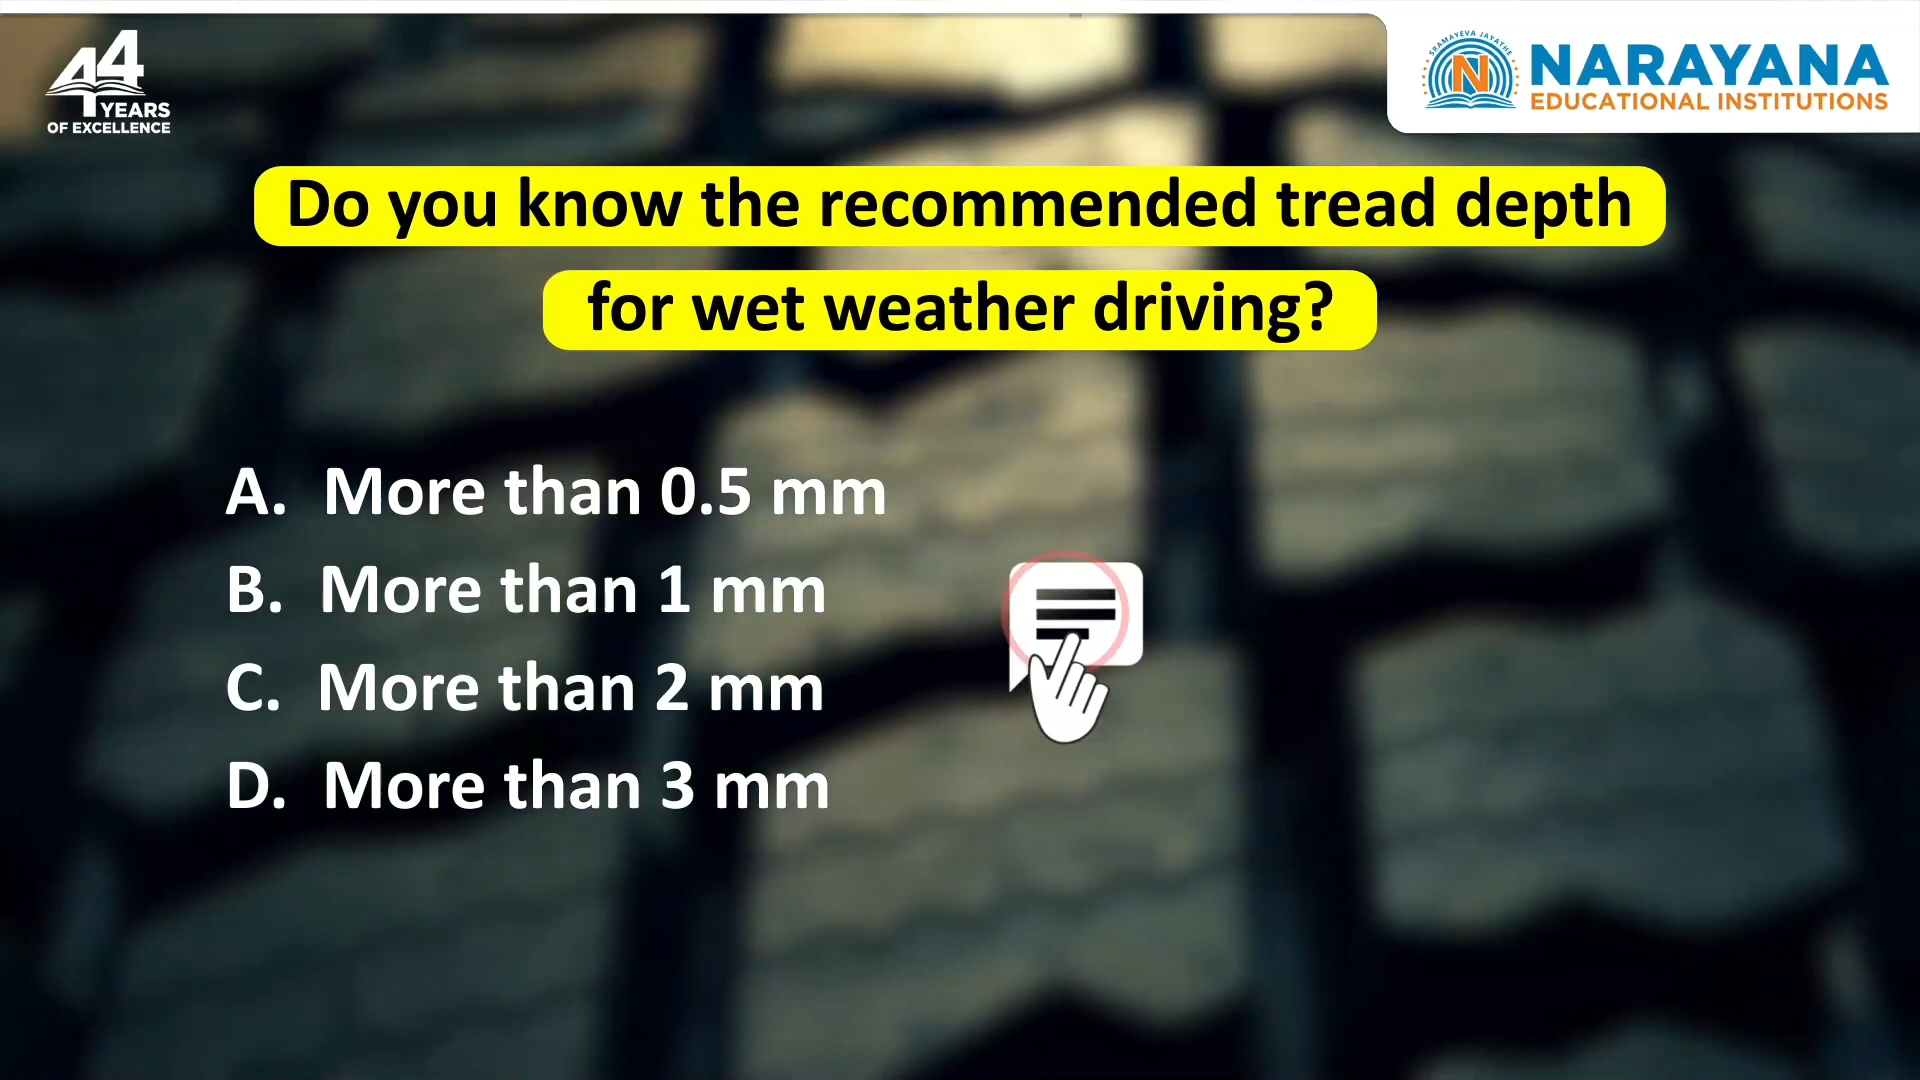 44
YEARS
OF EXCELLENCE
SRAMAYEVA JAYATHE
N
NARAYANA
EDUCATIONAL INSTITUTIONS
Do you know the recommended tread depth
for wet weather driving?
A. More than 0.5 mm
B. More than 1 mm
C. More than 2 mm
D. More than 3 mm